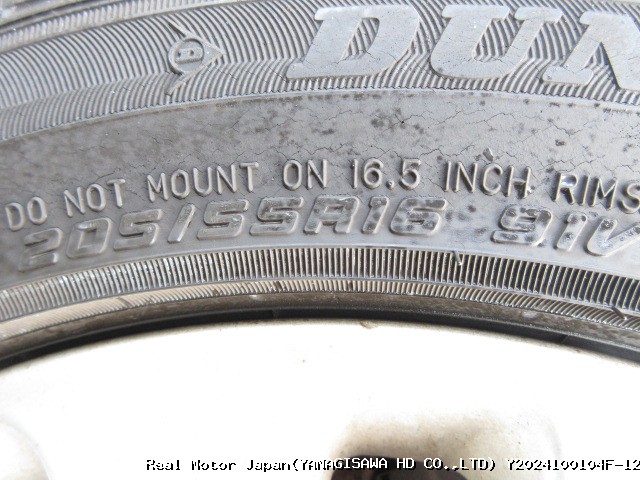 DUN
DO NOT MOUNT ON 16.5 INCH RIMS
205/55R16 91V
Real Motor Japan(YANAGISAWA HD CO.,LTD) Y2024100104F-12